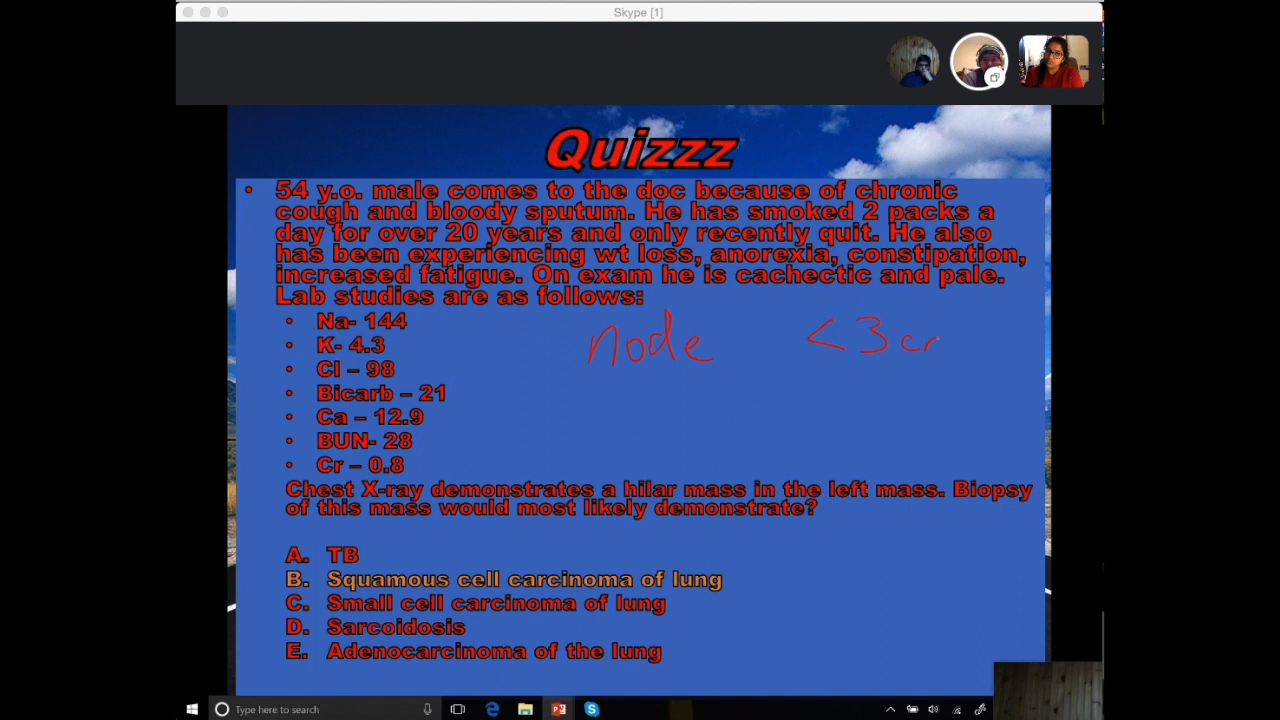 Skype [1]
Quizzz
• 54 y.o. male comes to the doc because of chronic
cough and bloody sputum. He has smoked 2 packs a
day for over 20 years and only recently quit. He also
has been experiencing wt loss, anorexia, constipation,
increased fatigue. On exam he is cachectic and pale.
Lab studies are as follows:
• Na- 144
• K- 4.3
• Cl – 98
• Bicarb – 21
• Ca – 12.9
• BUN- 28
• Cr – 0.8
node <3 cr
Chest X-ray demonstrates a hilar mass in the left mass. Biopsy
of this mass would most likely demonstrate?
A. TB
B. Squamous cell carcinoma of lung
C. Small cell carcinoma of lung
D. Sarcoidosis
E. Adenocarcinoma of the lung
Type here to search